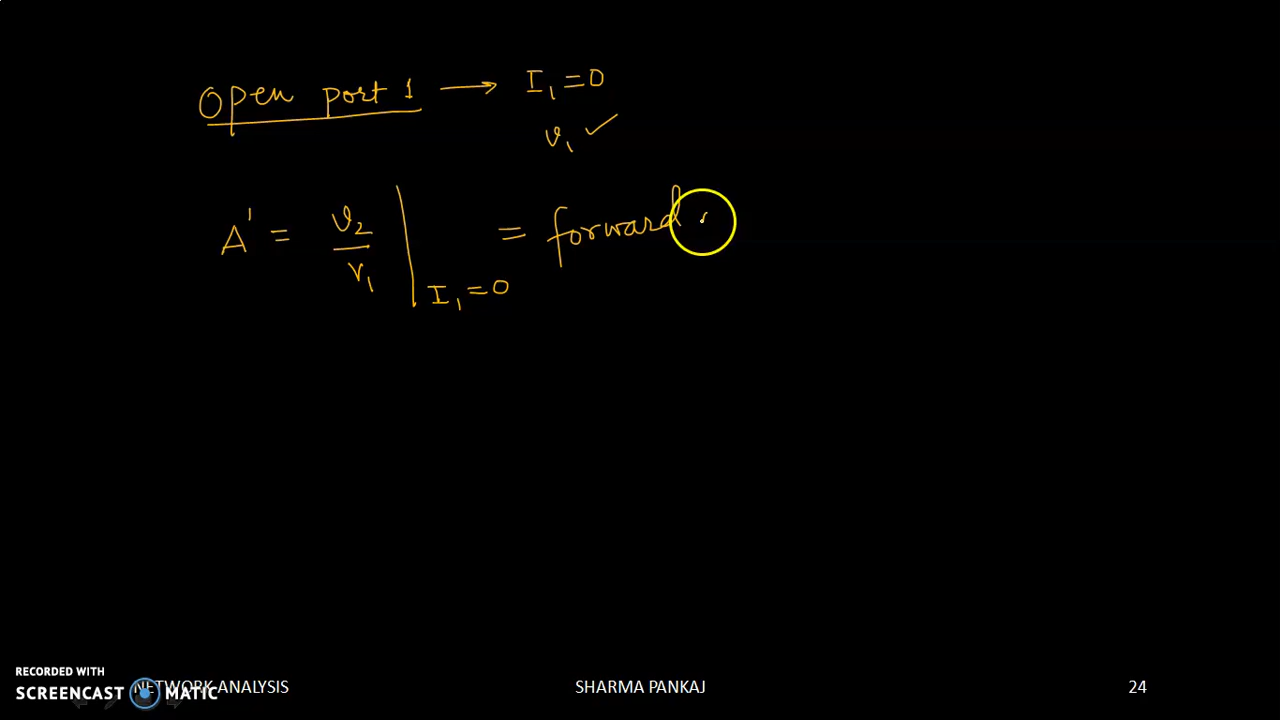 Open port 1 → I₁ = 0
V₁ ✓
A' = V₂ / V₁ | I₁ = 0 = forward
RECORDED WITH
SCREENCAST MATIC
NETWORK ANALYSIS
SHARMA PANKAJ
24